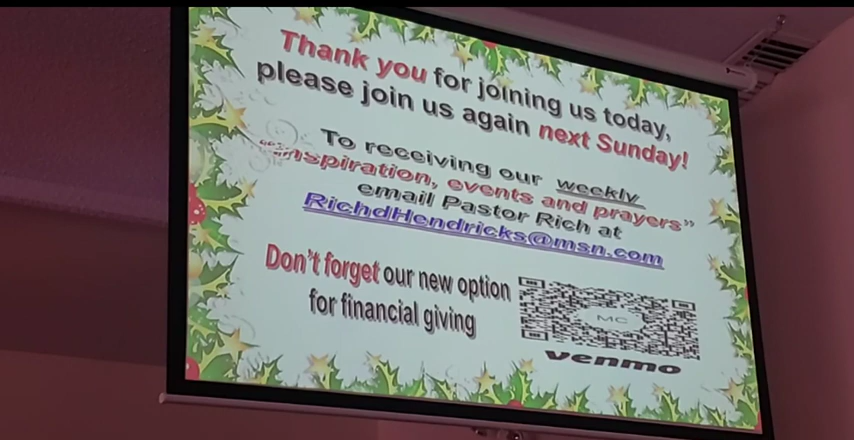 Thank you for joining us today,
please join us again next Sunday!
To receiving our weekly
"inspiration, events and prayers"
email Pastor Rich at
RichdHendricks@msn.com
Don't forget our new option
for financial giving
MC
venmo